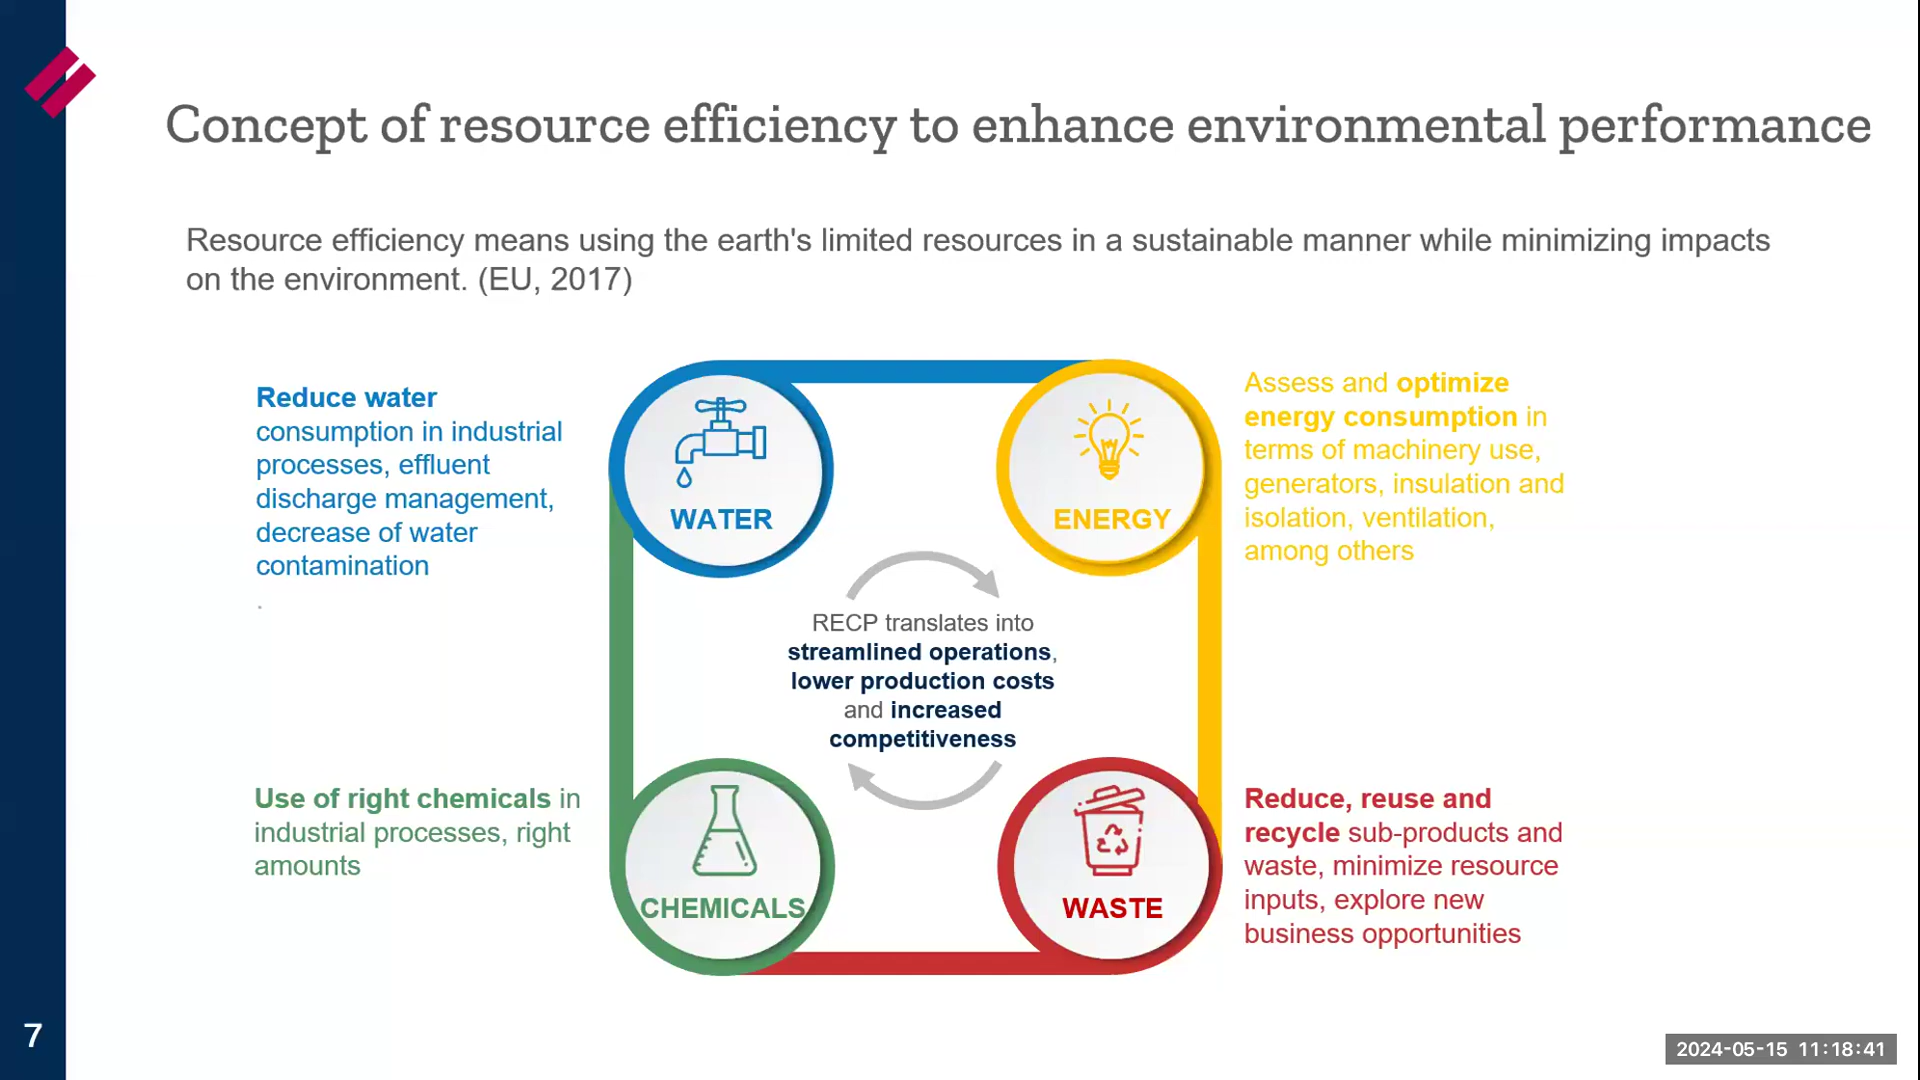 Concept of resource efficiency to enhance environmental performance
Resource efficiency means using the earth's limited resources in a sustainable manner while minimizing impacts
on the environment. (EU, 2017)
Reduce water
consumption in industrial
processes, effluent
discharge management,
decrease of water
contamination
.
WATER
ENERGY
Assess and optimize
energy consumption in
terms of machinery use,
generators, insulation and
isolation, ventilation,
among others
RECP translates into
streamlined operations,
lower production costs
and increased
competitiveness
Use of right chemicals in
industrial processes, right
amounts
CHEMICALS
WASTE
Reduce, reuse and
recycle sub-products and
waste, minimize resource
inputs, explore new
business opportunities
7
2024-05-15 11:18:41